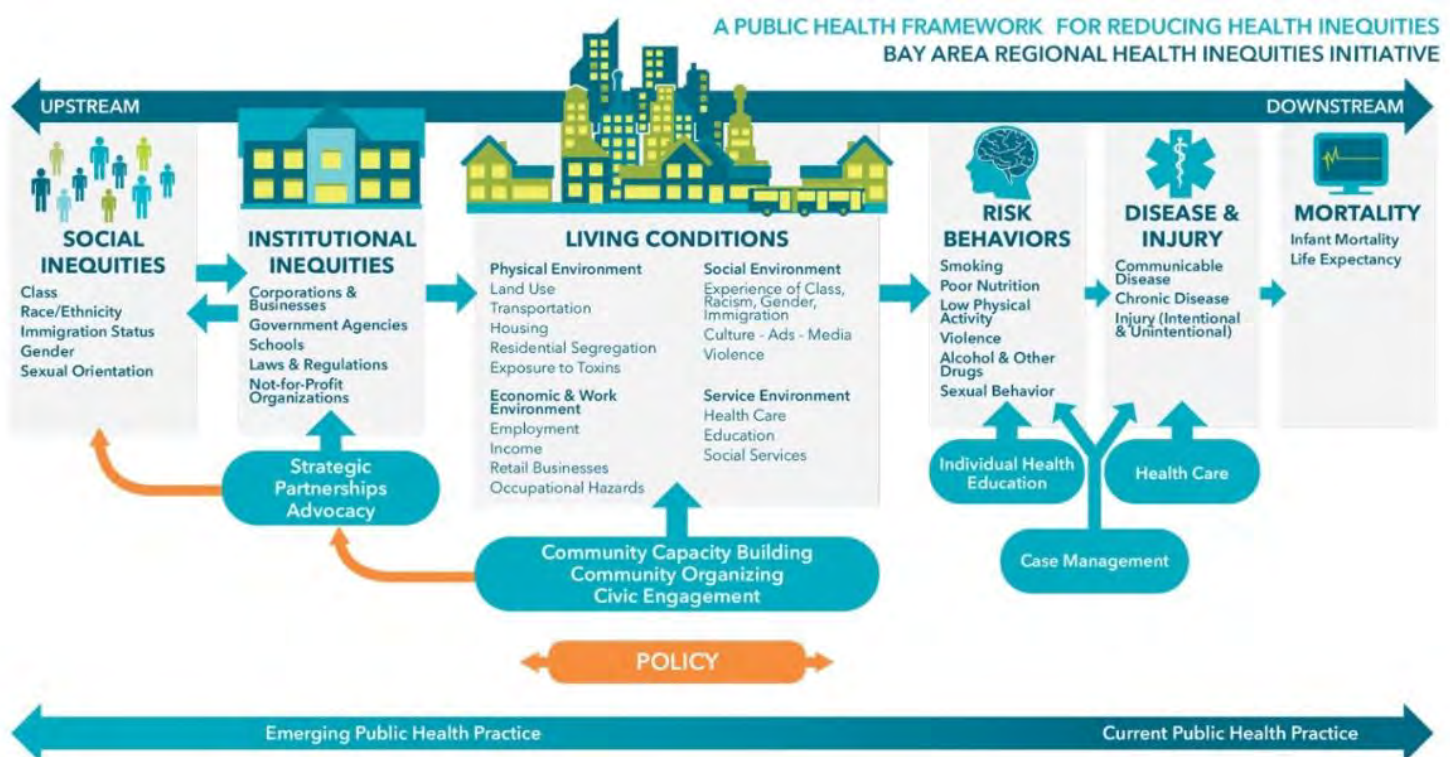 A PUBLIC HEALTH FRAMEWORK FOR REDUCING HEALTH INEQUITIES
BAY AREA REGIONAL HEALTH INEQUITIES INITIATIVE
UPSTREAM
DOWNSTREAM
SOCIAL
INEQUITIES
Class
Race/Ethnicity
Immigration Status
Gender
Sexual Orientation
INSTITUTIONAL
INEQUITIES
Corporations &
Businesses
Government Agencies
Schools
Laws & Regulations
Not-for-Profit
Organizations
LIVING CONDITIONS
Physical Environment
Land Use
Transportation
Housing
Residential Segregation
Exposure to Toxins
Economic & Work
Environment
Employment
Income
Retail Businesses
Occupational Hazards
Social Environment
Experience of Class,
Racism, Gender,
Immigration
Culture - Ads - Media
Violence
Service Environment
Health Care
Education
Social Services
RISK
BEHAVIORS
Smoking
Poor Nutrition
Low Physical
Activity
Violence
Alcohol & Other
Drugs
Sexual Behavior
DISEASE &
INJURY
Communicable
Disease
Chronic Disease
Injury (Intentional
& Unintentional)
MORTALITY
Infant Mortality
Life Expectancy
Strategic
Partnerships
Advocacy
Community Capacity Building
Community Organizing
Civic Engagement
Individual Health
Education
Health Care
Case Management
POLICY
Emerging Public Health Practice
Current Public Health Practice